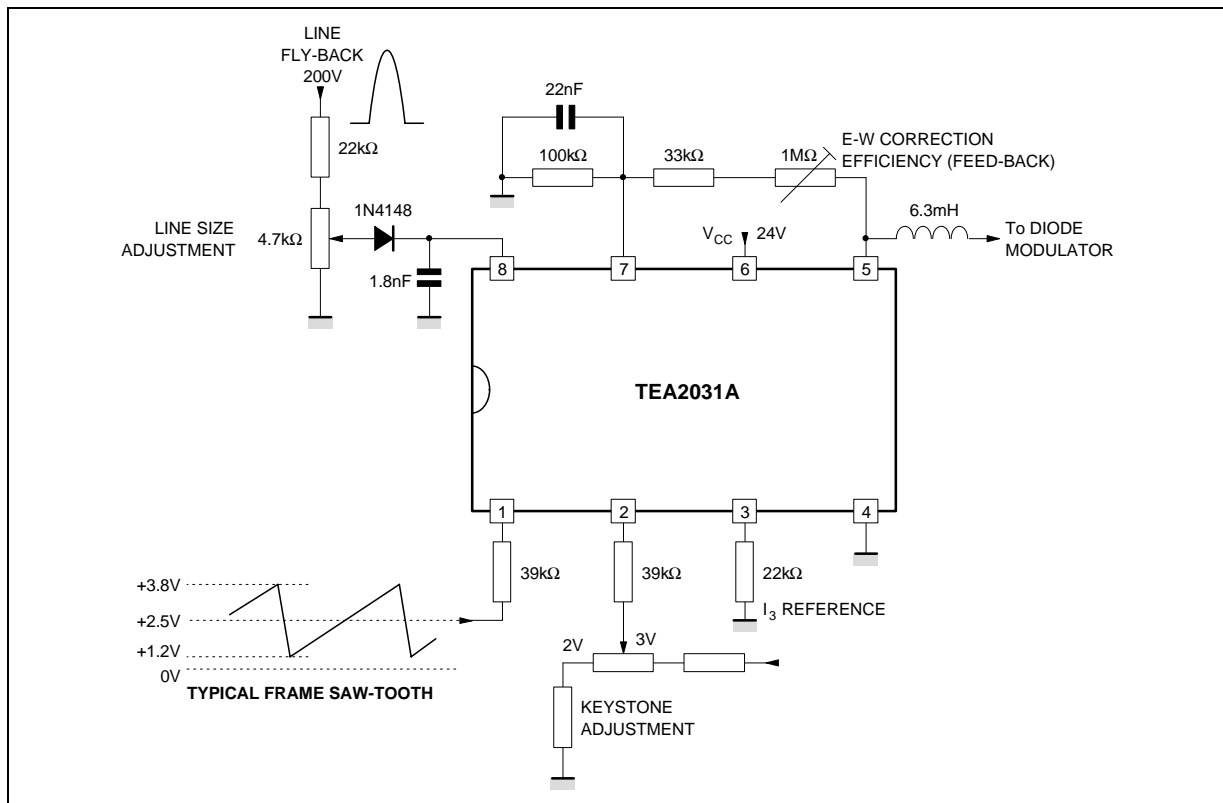 LINE
FLY-BACK
200V
22kΩ
LINE SIZE
ADJUSTMENT
4.7kΩ
1N4148
1.8nF
22nF
100kΩ
33kΩ
1MΩ
E-W CORRECTION
EFFICIENCY (FEED-BACK)
6.3mH
To DIODE
MODULATOR
VCC
24V
8
7
6
5
TEA2031A
1
2
3
4
39kΩ
39kΩ
22kΩ
I3 REFERENCE
+3.8V
+2.5V
+1.2V
0V
TYPICAL FRAME SAW-TOOTH
2V
3V
KEYSTONE
ADJUSTMENT